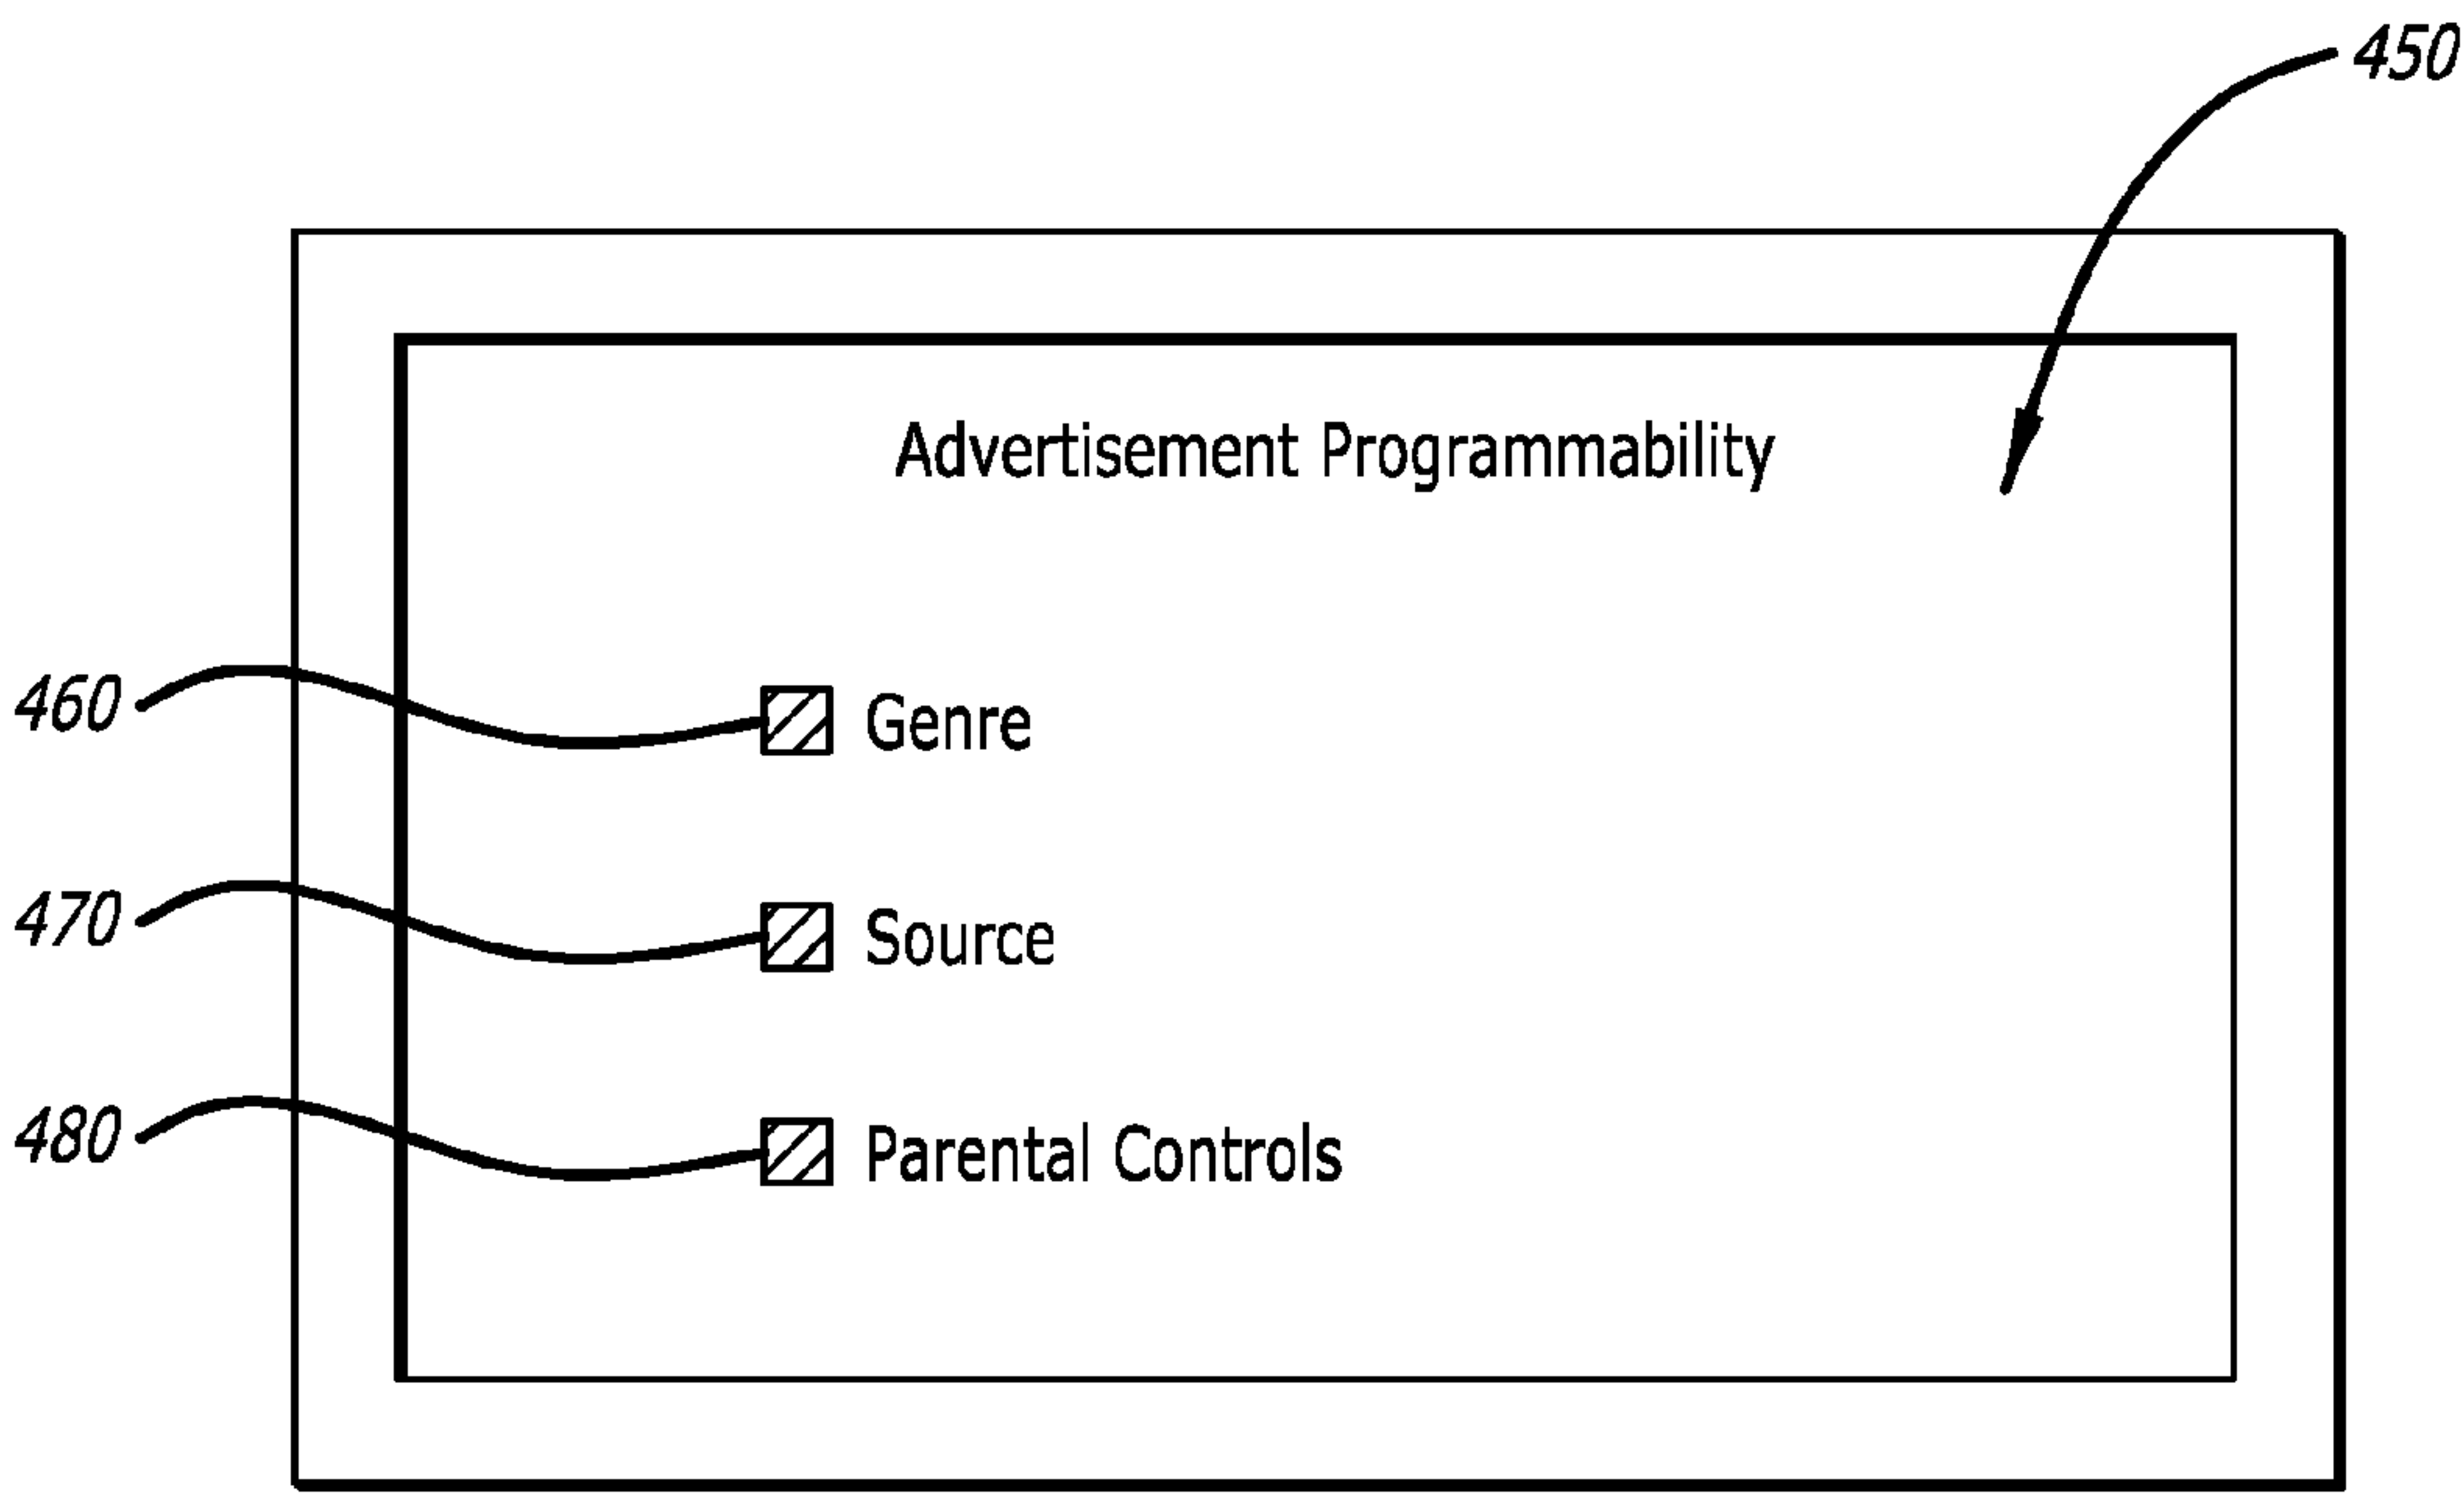 450
Advertisement Programmability
460 Genre
470 Source
480 Parental Controls